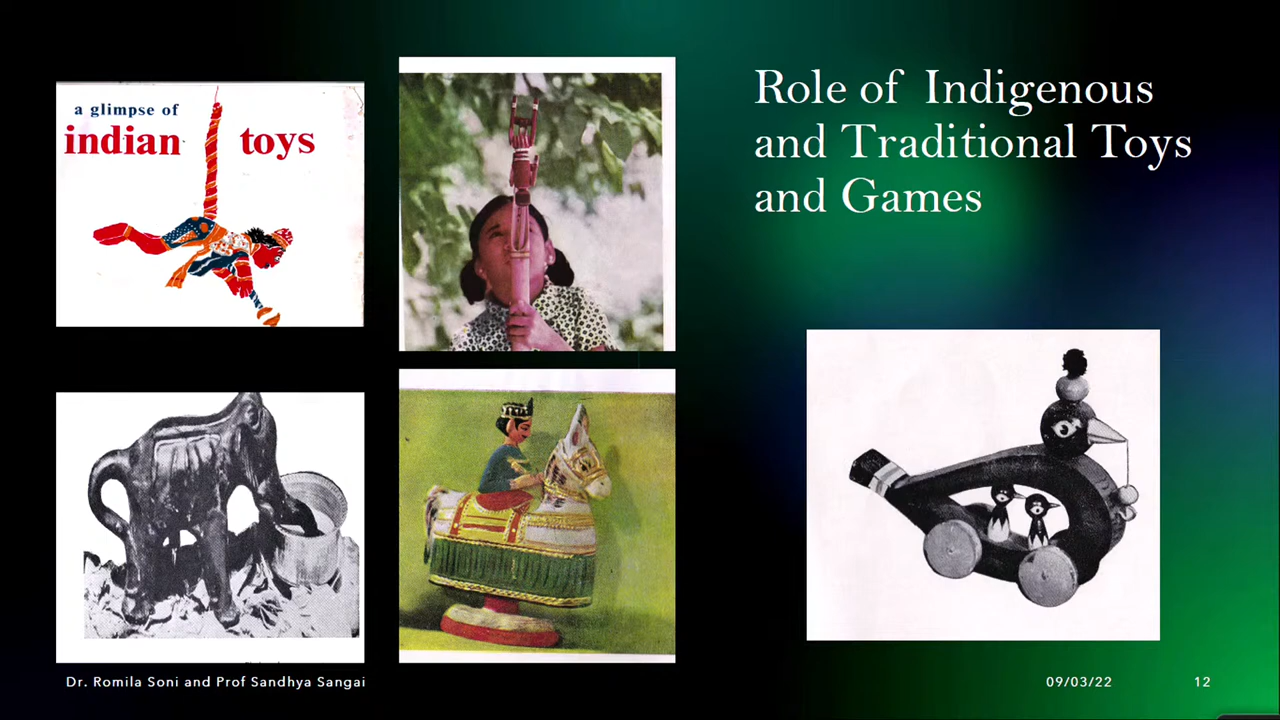 Role of Indigenous
and Traditional Toys
and Games
a glimpse of
indian toys
Dr. Romila Soni and Prof Sandhya Sangai
09/03/22
12